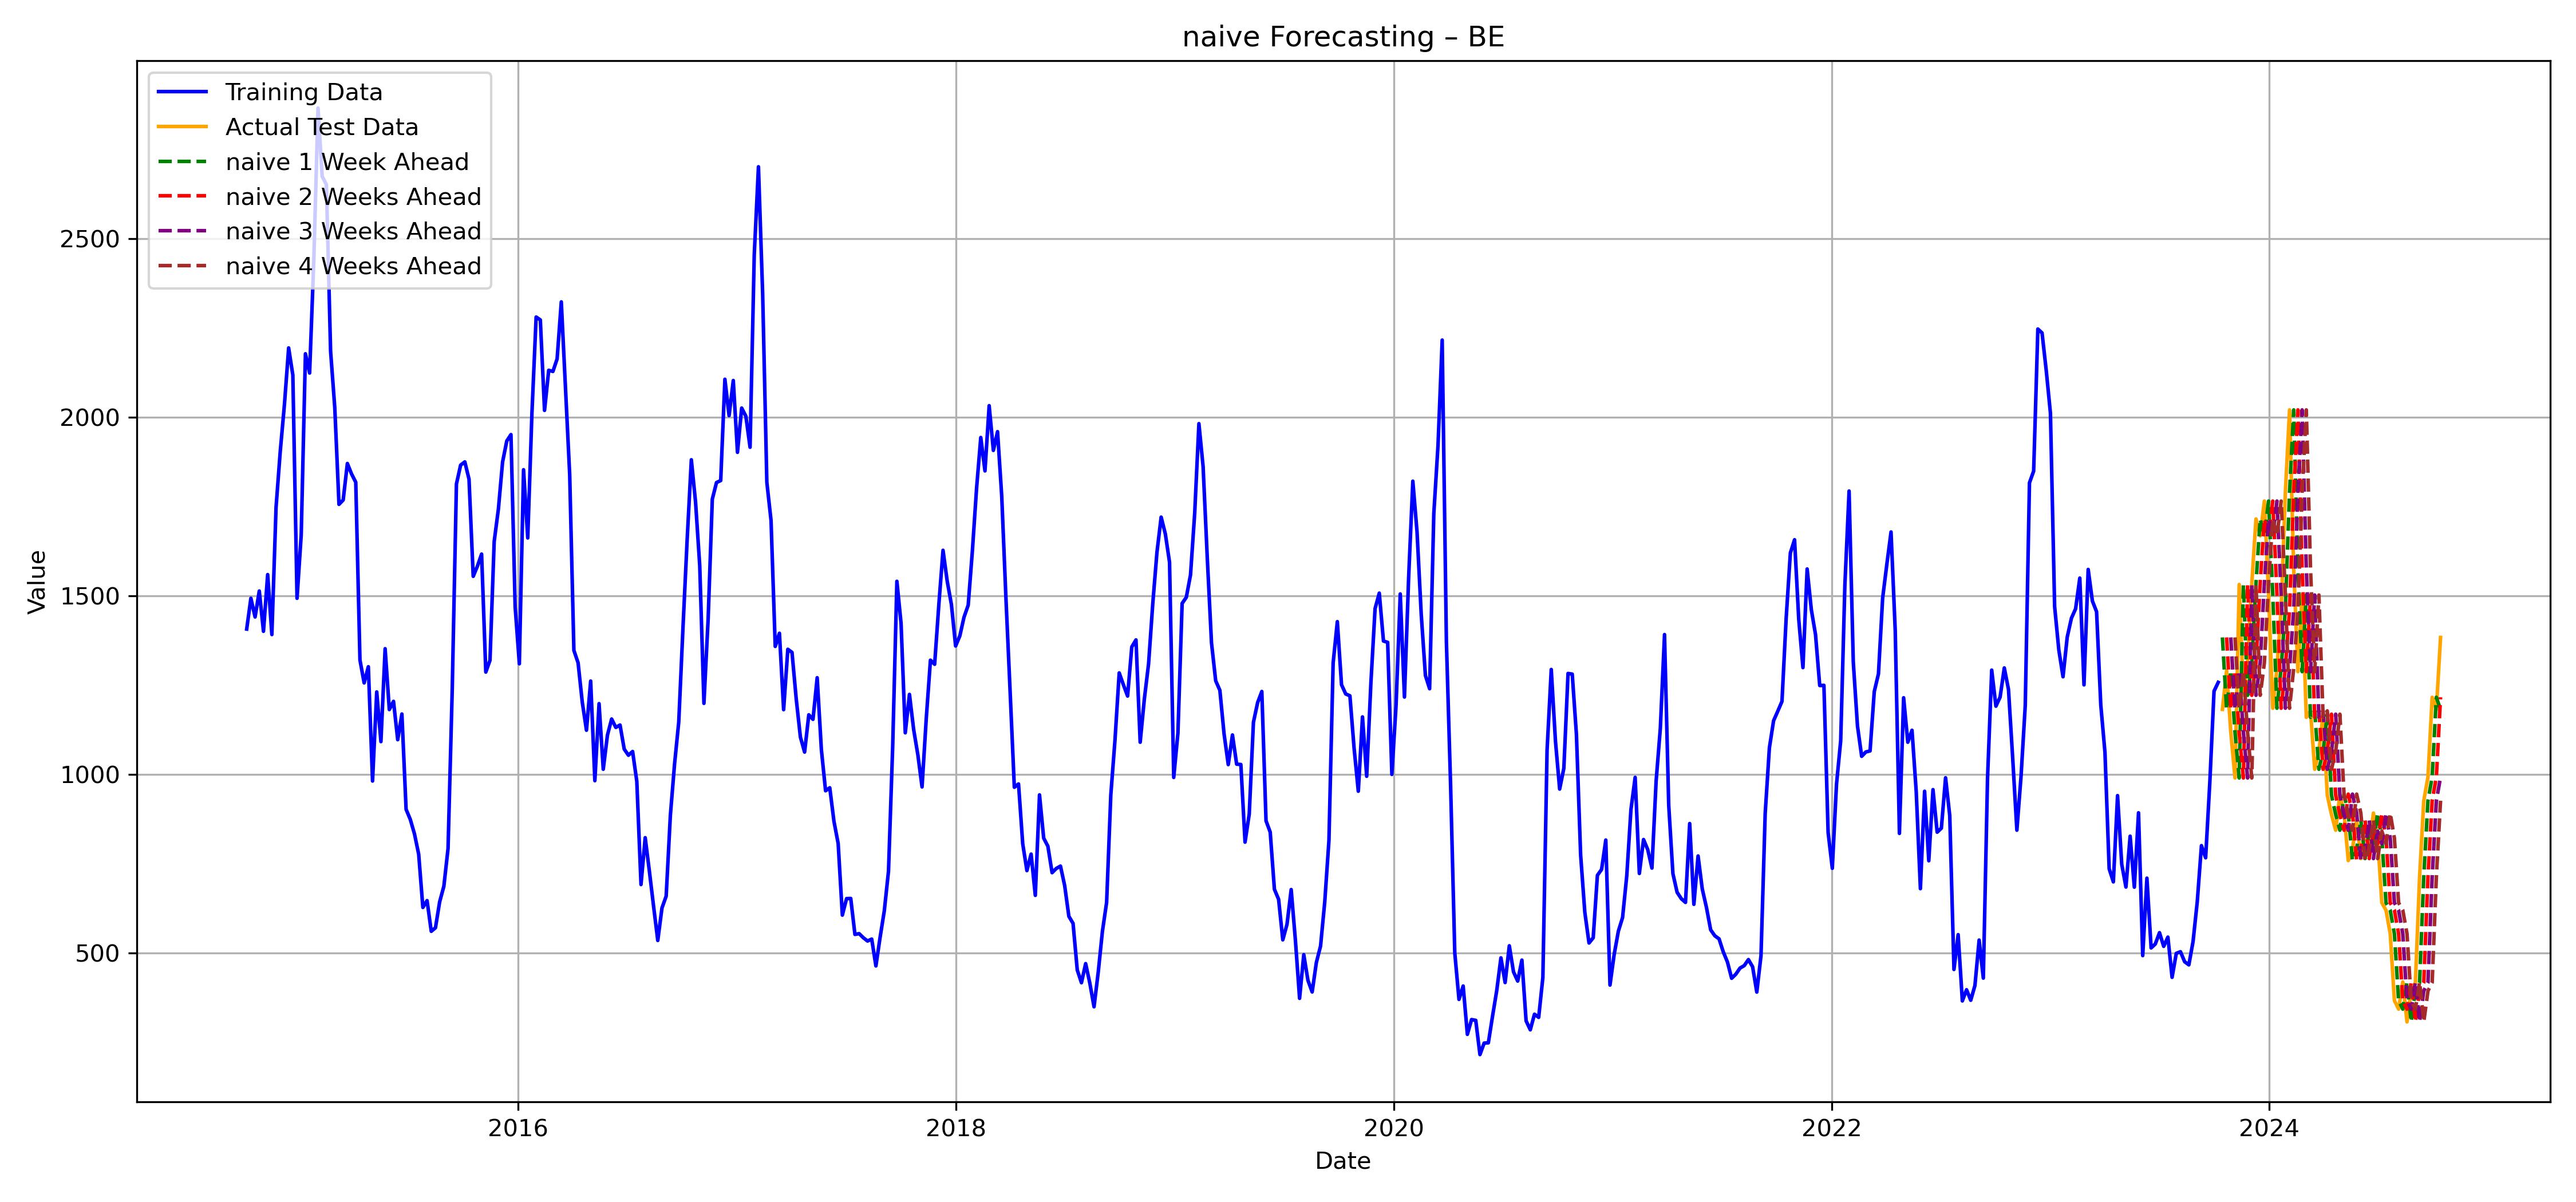 naive Forecasting – BE
Training Data
Actual Test Data
naive 1 Week Ahead
naive 2 Weeks Ahead
naive 3 Weeks Ahead
naive 4 Weeks Ahead
Value
2500
2000
1500
1000
500
2016 2018 2020 2022 2024
Date